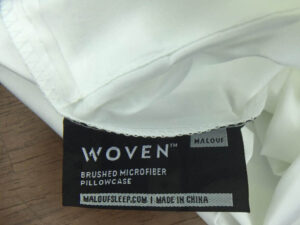 WOVEN™
MALOUF
BRUSHED MICROFIBER
PILLOWCASE
MALOUFSLEEP.COM | MADE IN CHINA